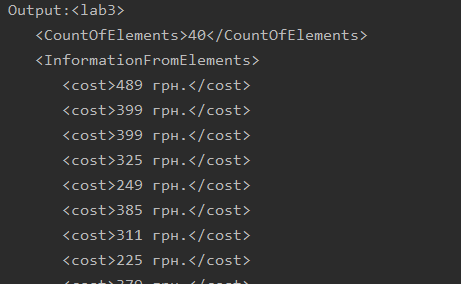 Output:<lab3>
<CountOfElements>40</CountOfElements>
<InformationFromElements>
<cost>489 грн.</cost>
<cost>399 грн.</cost>
<cost>399 грн.</cost>
<cost>325 грн.</cost>
<cost>249 грн.</cost>
<cost>385 грн.</cost>
<cost>311 грн.</cost>
<cost>225 грн.</cost>